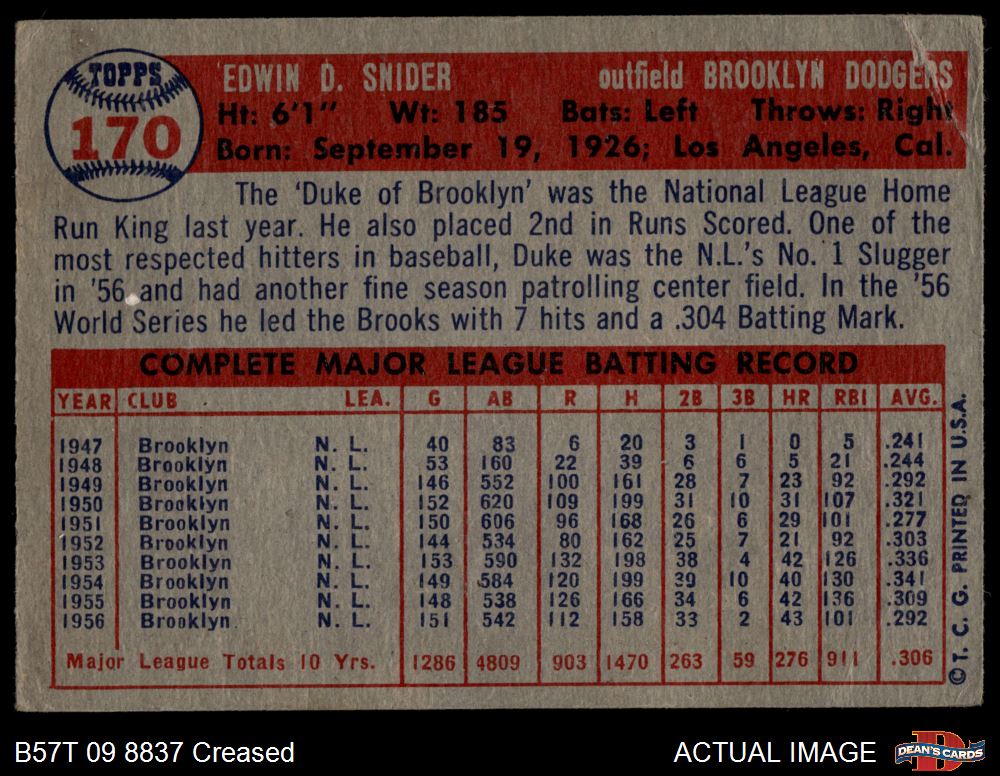 TOPPS
170
EDWIN D. SNIDER outfield BROOKLYN DODGERS
Ht: 6'1" Wt: 185 Bats: Left Throws: Right
Born: September 19, 1926; Los Angeles, Cal.
The 'Duke of Brooklyn' was the National League Home
Run King last year. He also placed 2nd in Runs Scored. One of the
most respected hitters in baseball, Duke was the N.L.'s No. 1 Slugger
in '56 and had another fine season patrolling center field. In the '56
World Series he led the Brooks with 7 hits and a .304 Batting Mark.
COMPLETE MAJOR LEAGUE BATTING RECORD
YEAR CLUB LEA. G AB R H 2B 3B HR RBI AVG.
1947 Brooklyn N. L. 40 83 6 20 3 1 0 5 .241
1948 Brooklyn N. L. 53 160 22 39 6 6 5 21 .244
1949 Brooklyn N. L. 146 552 100 161 28 7 23 92 .292
1950 Brooklyn N. L. 152 620 109 199 31 10 31 107 .321
1951 Brooklyn N. L. 150 606 96 168 26 6 29 101 .277
1952 Brooklyn N. L. 144 534 80 162 25 7 21 92 .303
1953 Brooklyn N. L. 153 590 132 198 38 4 42 126 .336
1954 Brooklyn N. L. 149 584 120 199 39 10 40 130 .341
1955 Brooklyn N. L. 148 538 126 166 34 6 42 136 .309
1956 Brooklyn N. L. 151 542 112 158 33 2 43 101 .292
Major League Totals 10 Yrs. 1286 4809 903 1470 263 59 276 911 .306
© T. C. G. PRINTED IN U.S.A.
B57T 09 8837 Creased ACTUAL IMAGE
D
DEAN'S CARDS